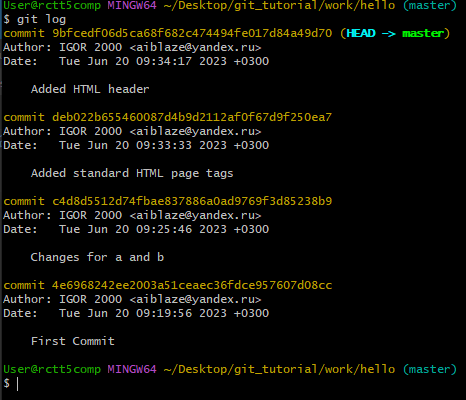 User@rctt5comp MINGW64 ~/Desktop/git_tutorial/work/hello (master)
$ git log
commit 9bfcedf06d5ca68f682c474494fe017d84a49d70 (HEAD -> master)
Author: IGOR 2000 <aiblaze@yandex.ru>
Date:   Tue Jun 20 09:34:17 2023 +0300

    Added HTML header

commit deb022b655460087d4b9d2112af0f67d9f250ea7
Author: IGOR 2000 <aiblaze@yandex.ru>
Date:   Tue Jun 20 09:33:33 2023 +0300

    Added standard HTML page tags

commit c4d8d5512d74fbae837886a0ad9769f3d85238b9
Author: IGOR 2000 <aiblaze@yandex.ru>
Date:   Tue Jun 20 09:25:46 2023 +0300

    Changes for a and b

commit 4e6968242ee2003a51ceaec36fdce957607d08cc
Author: IGOR 2000 <aiblaze@yandex.ru>
Date:   Tue Jun 20 09:19:56 2023 +0300

    First Commit

User@rctt5comp MINGW64 ~/Desktop/git_tutorial/work/hello (master)
$